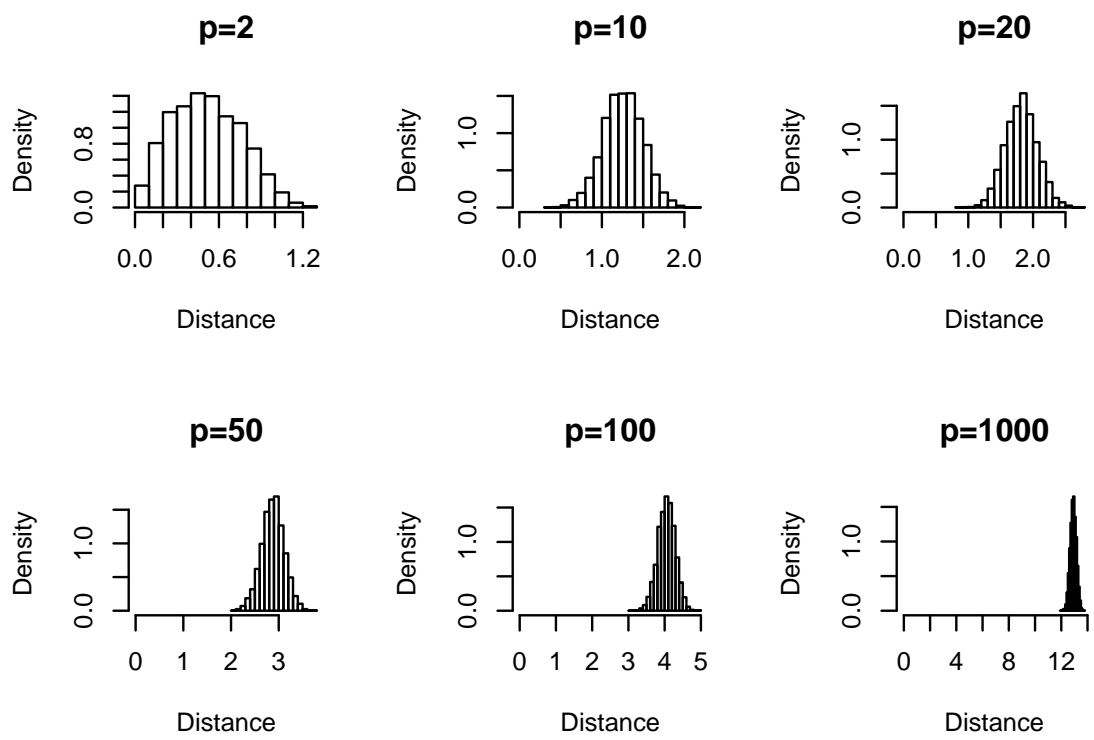 p=2
Density
0.0 0.8
0.0 0.6 1.2
Distance
p=10
Density
0.0 1.0
0.0 1.0 2.0
Distance
p=20
Density
0.0 1.0
0.0 1.0 2.0
Distance
p=50
Density
0.0 1.0
0 1 2 3
Distance
p=100
Density
0.0 1.0
0 1 2 3 4 5
Distance
p=1000
Density
0.0 1.0
0 4 8 12
Distance